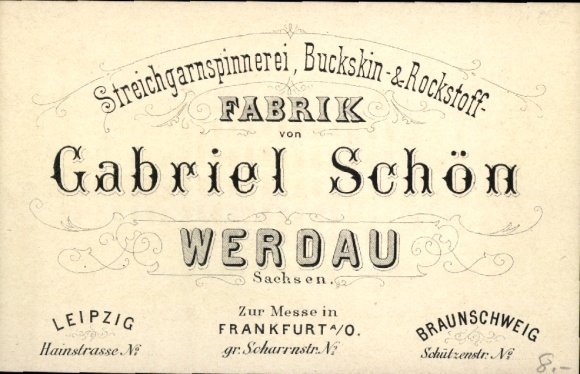 Streichgarnspinnerei, Buckskin- & Rockstoff-
FABRIK
von
Gabriel Schön
WERDAU
Sachsen.
Zur Messe in
LEIPZIG
Hainstrasse No
FRANKFURT A/O.
gr. Scharrnstr. No
BRAUNSCHWEIG
Schützenstr. No
8.-